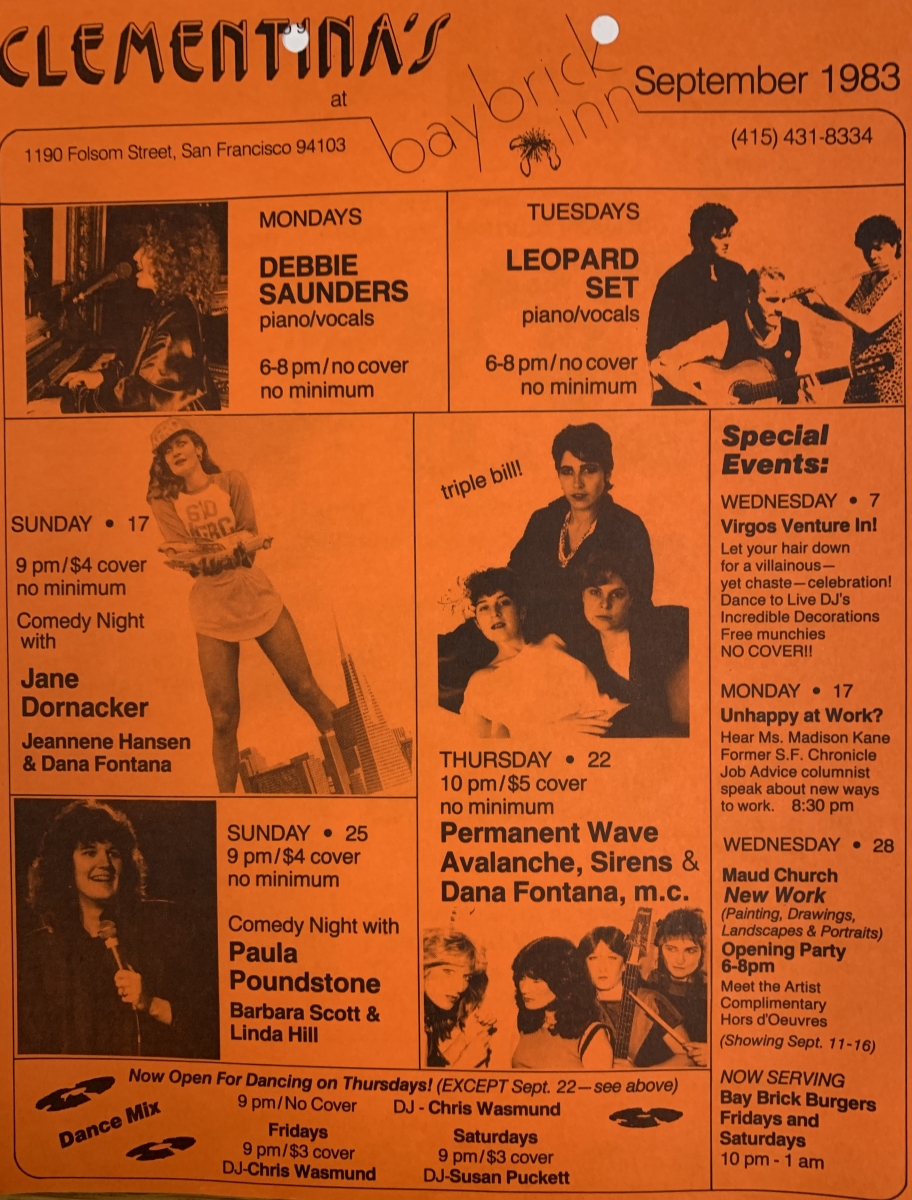 CLEMENTINA'S
at
baybrick
inn
September 1983
1190 Folsom Street, San Francisco 94103
(415) 431-8334
MONDAYS
DEBBIE
SAUNDERS
piano/vocals
6-8 pm/no cover
no minimum
TUESDAYS
LEOPARD
SET
piano/vocals
6-8 pm/no cover
no minimum
SUNDAY • 17
9 pm/$4 cover
no minimum
Comedy Night
with
Jane
Dornacker
Jeannene Hansen
& Dana Fontana
SUNDAY • 25
9 pm/$4 cover
no minimum
Comedy Night with
Paula
Poundstone
Barbara Scott &
Linda Hill
triple bill!
THURSDAY • 22
10 pm/$5 cover
no minimum
Permanent Wave
Avalanche, Sirens &
Dana Fontana, m.c.
Special
Events:
WEDNESDAY • 7
Virgos Venture In!
Let your hair down
for a villainous—
yet chaste—celebration!
Dance to Live DJ's
Incredible Decorations
Free munchies
NO COVER!!
MONDAY • 17
Unhappy at Work?
Hear Ms. Madison Kane
Former S.F. Chronicle
Job Advice columnist
speak about new ways
to work. 8:30 pm
WEDNESDAY • 28
Maud Church
New Work
(Painting, Drawings,
Landscapes & Portraits)
Opening Party
6-8pm
Meet the Artist
Complimentary
Hors d'Oeuvres
(Showing Sept. 11-16)
NOW SERVING
Bay Brick Burgers
Fridays and
Saturdays
10 pm - 1 am
Now Open For Dancing on Thursdays! (EXCEPT Sept. 22—see above)
Dance Mix
9 pm/No Cover DJ - Chris Wasmund
Fridays
9 pm/$3 cover
DJ-Chris Wasmund
Saturdays
9 pm/$3 cover
DJ-Susan Puckett